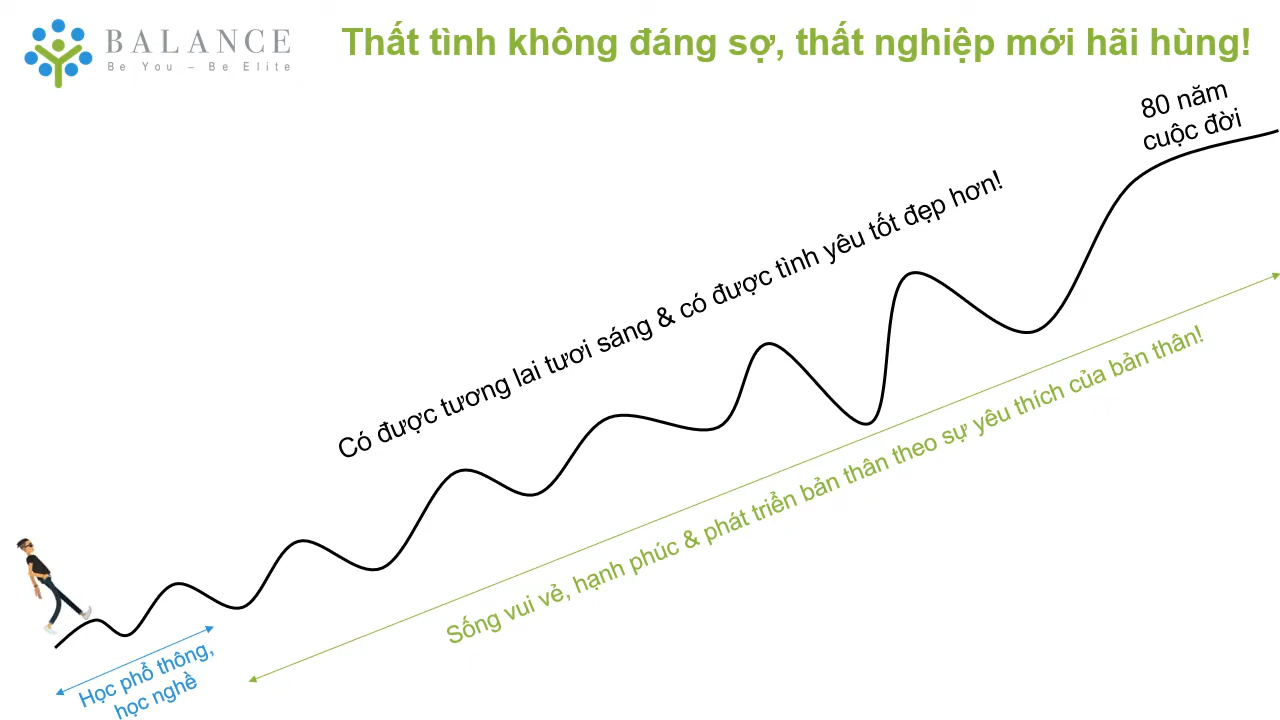 BALANCE
Be You – Be Elite
Thất tình không đáng sợ, thất nghiệp mới hãi hùng!
80 năm
cuộc đời
Có được tương lai tươi sáng & có được tình yêu tốt đẹp hơn!
Sống vui vẻ, hạnh phúc & phát triển bản thân theo sự yêu thích của bản thân!
Học phổ thông,
học nghề